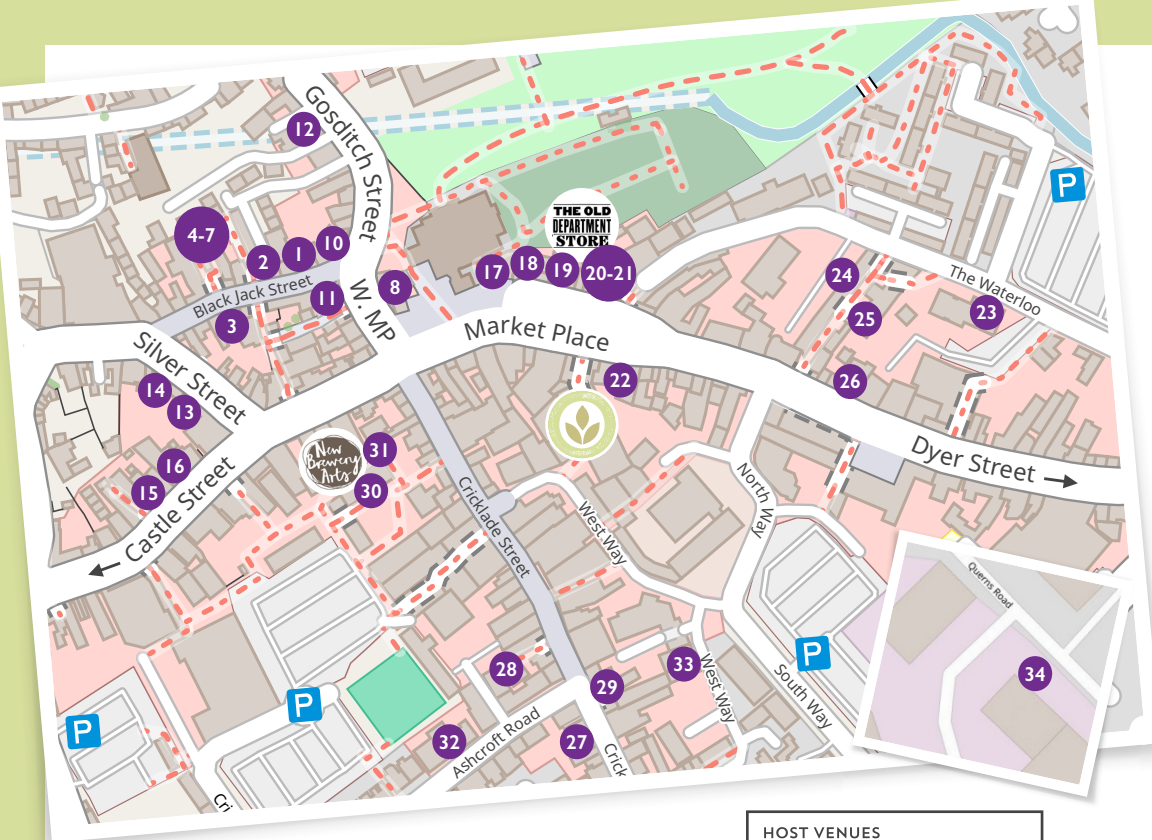 Gosditch Street
12
P
4-7
2
1
10
THE OLD
DEPARTMENT
STORE
17
18
19
20-21
8
11
Black Jack Street
3
W. MP
Market Place
24
25
The Waterloo
23
26
22
Silver Street
14
13
16
15
Castle Street
New
Brewery
Arts
31
30
Cricklade Street
West Way
North Way
Dyer Street
Querns Road
34
P
South Way
33
West Way
28
29
27
32
Ashcroft Road
Crick
P
P
Cri
HOST VENUES